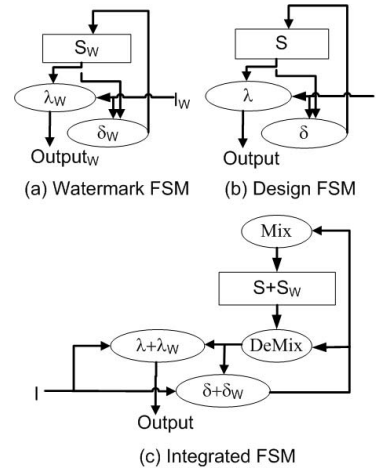 S_W
S
λ_W
I_W
λ
δ_W
δ
Output_W
Output
(a) Watermark FSM
(b) Design FSM
Mix
S+S_W
λ+λ_W
DeMix
I
δ+δ_W
Output
(c) Integrated FSM